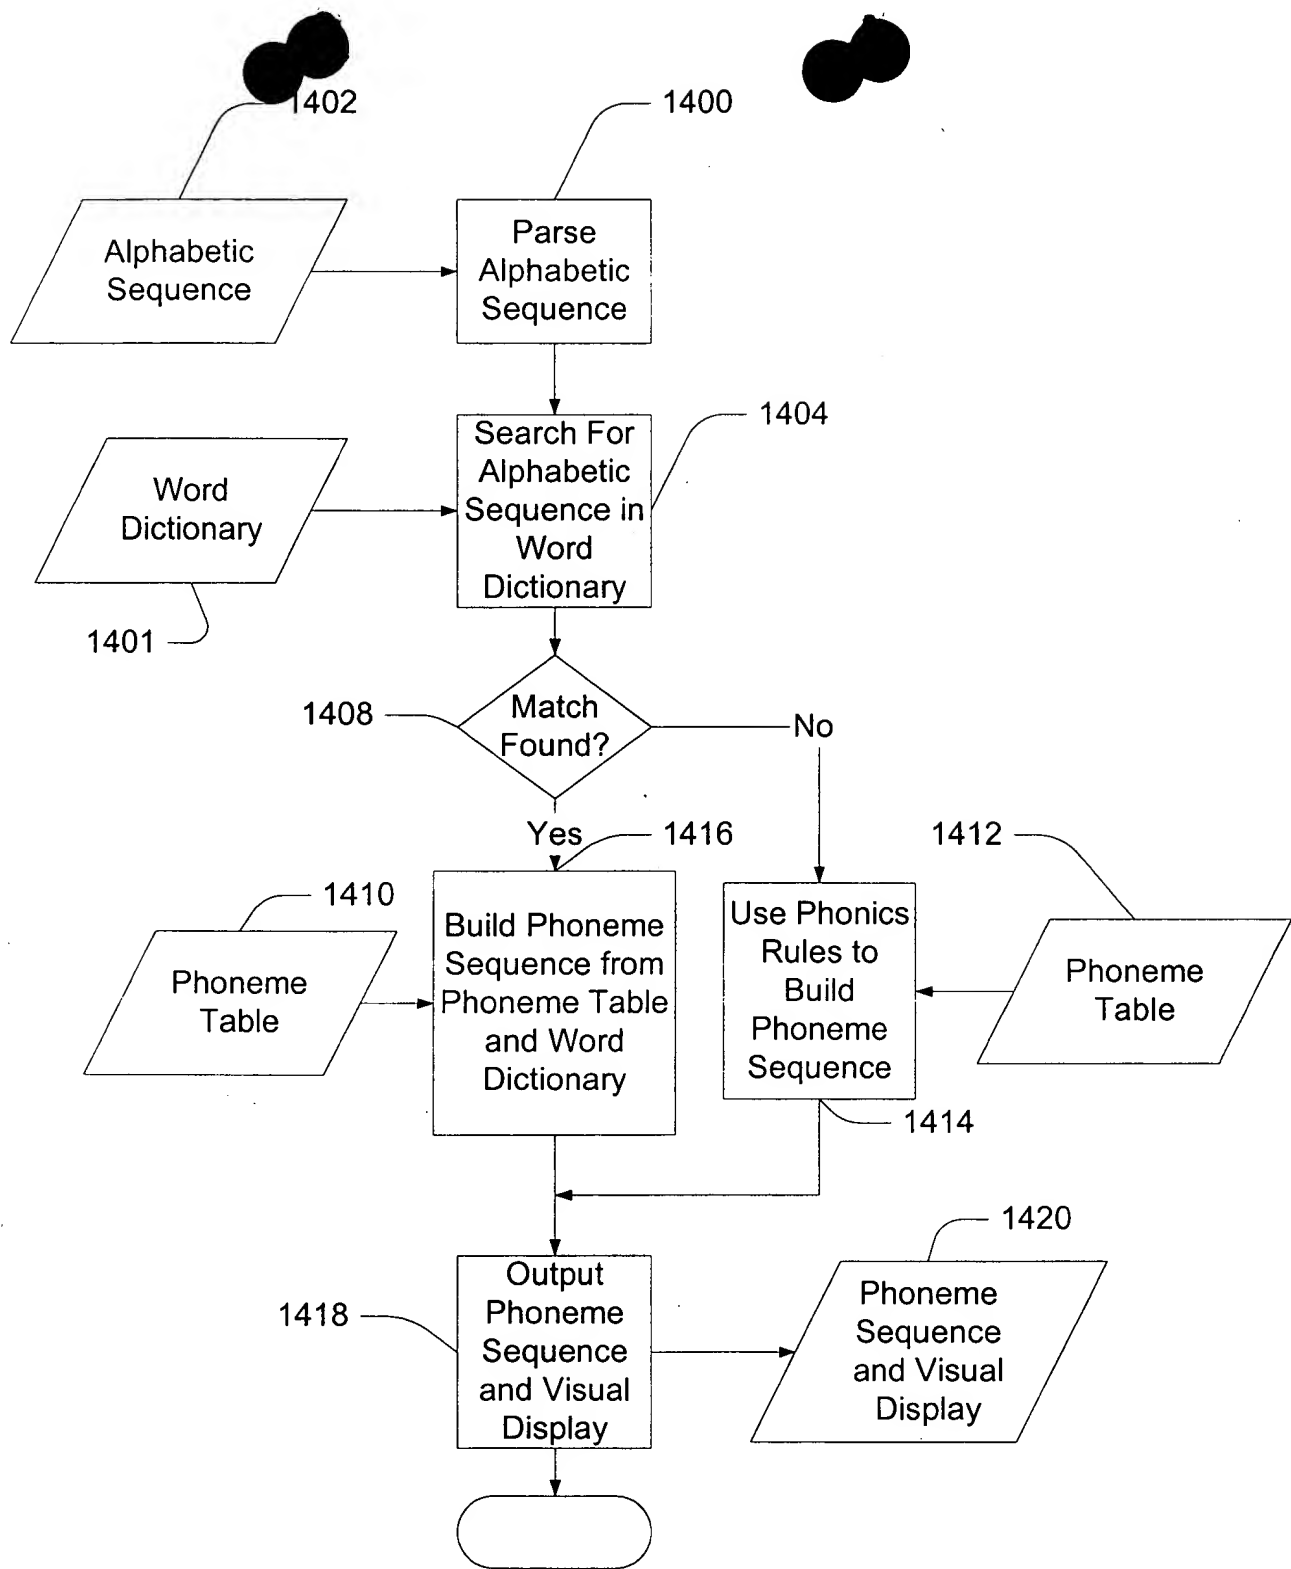 1402
1400
Alphabetic
Sequence
Parse
Alphabetic
Sequence
1404
Word
Dictionary
Search For
Alphabetic
Sequence in
Word
Dictionary
1401
1408
Match
Found?
No
Yes
1416
1412
1410
Phoneme
Table
Build Phoneme
Sequence from
Phoneme Table
and Word
Dictionary
Use Phonics
Rules to
Build
Phoneme
Sequence
Phoneme
Table
1414
1420
1418
Output
Phoneme
Sequence
and Visual
Display
Phoneme
Sequence
and Visual
Display